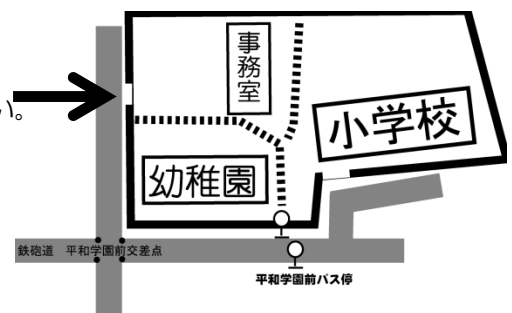 事務室
い。
小学校
幼稚園
鉄砲道　平和学園前交差点
平和学園前バス停